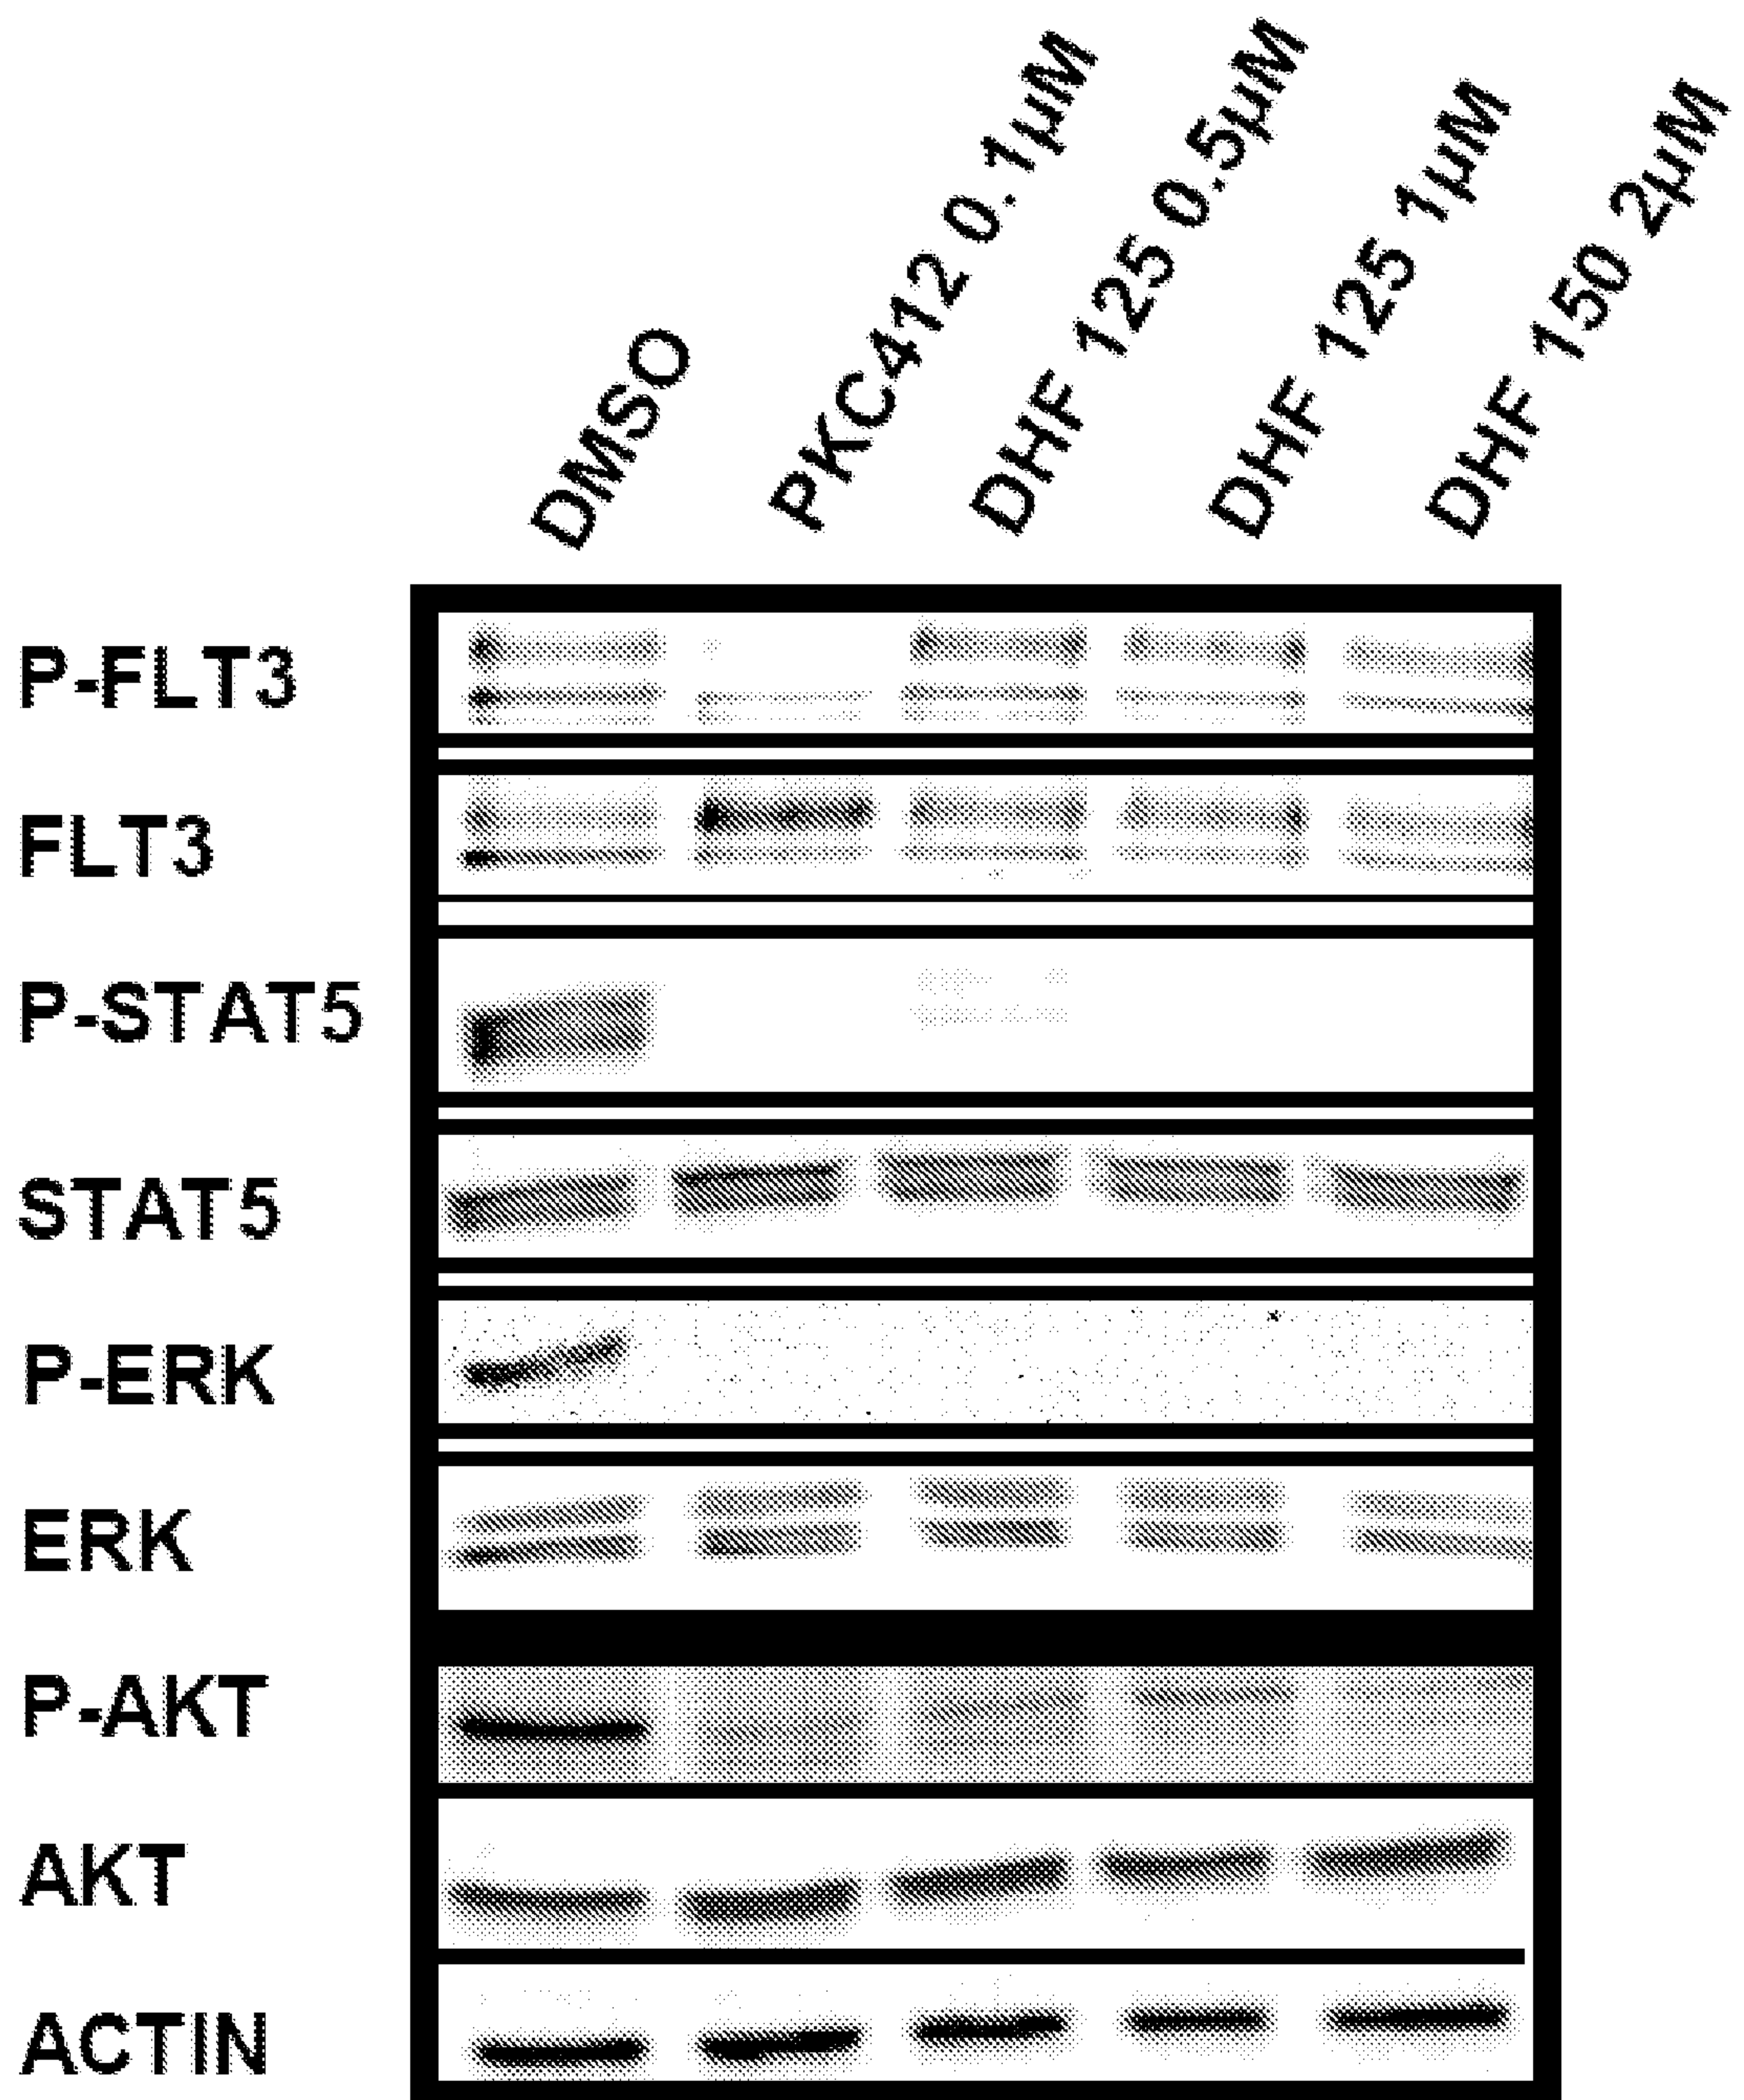 DMSO
PKC412 0.1µM
DHF 125 0.5µM
DHF 125 1µM
DHF 150 2µM
P-FLT3
FLT3
P-STAT5
STAT5
P-ERK
ERK
P-AKT
AKT
ACTIN